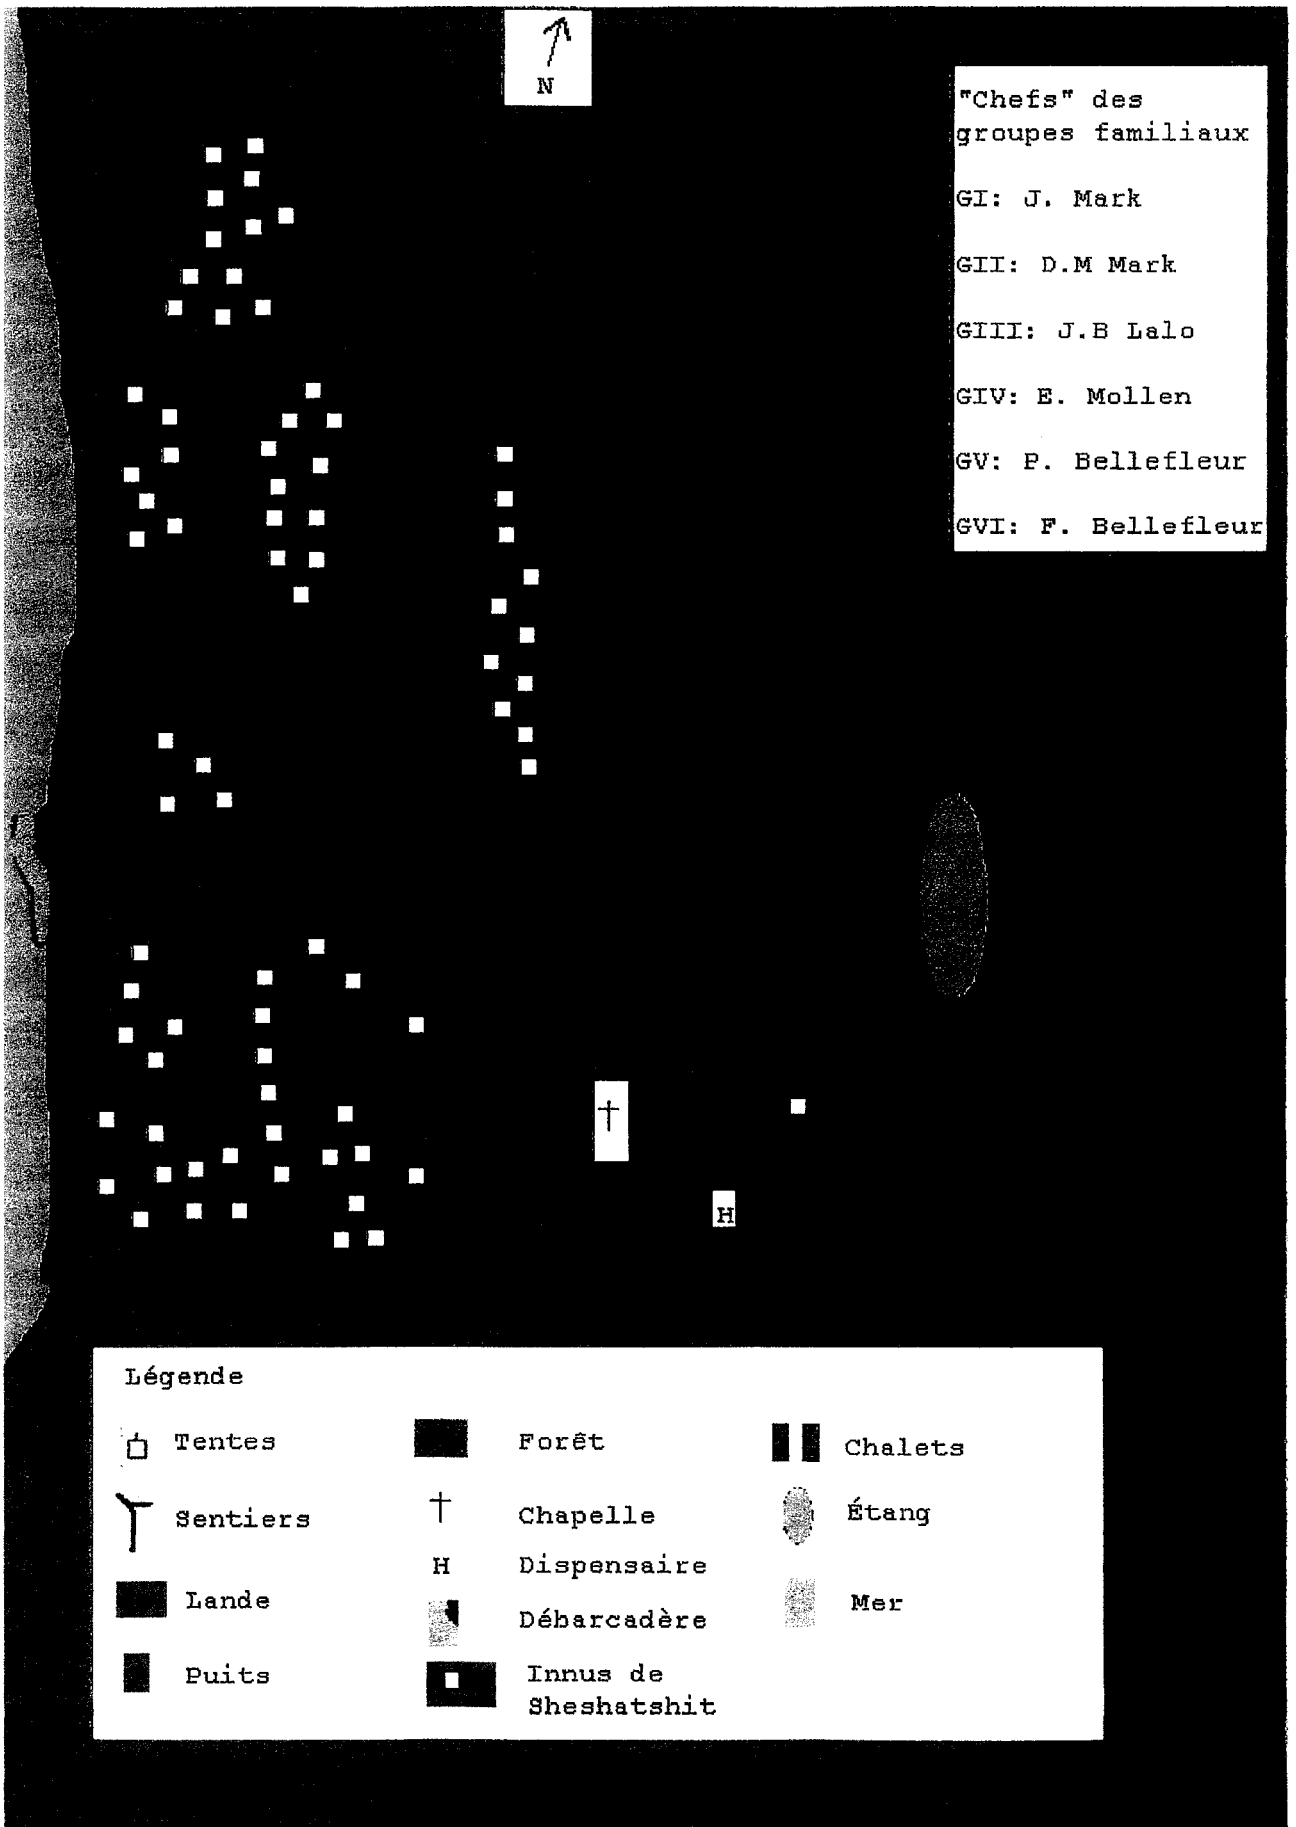 N
"Chefs" des
groupes familiaux
GI: J. Mark
GII: D.M Mark
GIII: J.B Lalo
GIV: E. Mollen
GV: P. Bellefleur
GVI: F. Bellefleur
H
Légende
Tentes
Sentiers
Lande
Puits
Forêt
Chapelle
H Dispensaire
Débarcadère
Innus de
Sheshatshit
Chalets
Étang
Mer